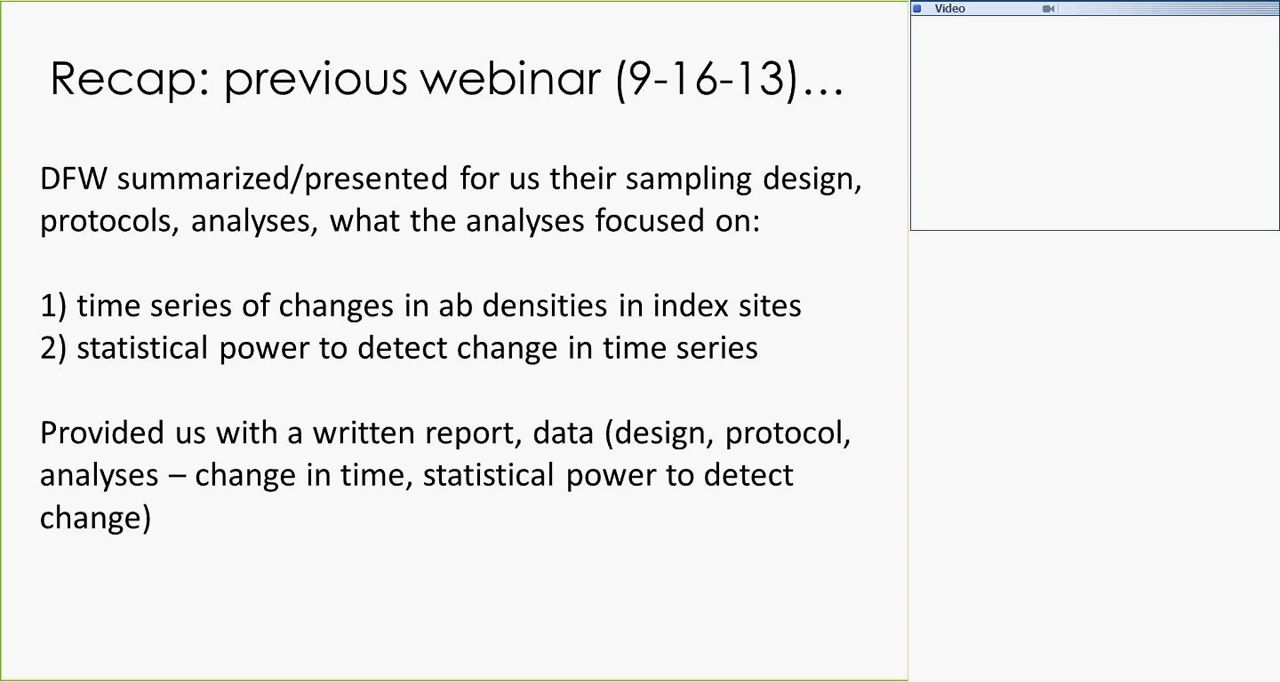 Video
Recap: previous webinar (9-16-13)...
DFW summarized/presented for us their sampling design,
protocols, analyses, what the analyses focused on:
1) time series of changes in ab densities in index sites
2) statistical power to detect change in time series
Provided us with a written report, data (design, protocol,
analyses – change in time, statistical power to detect
change)